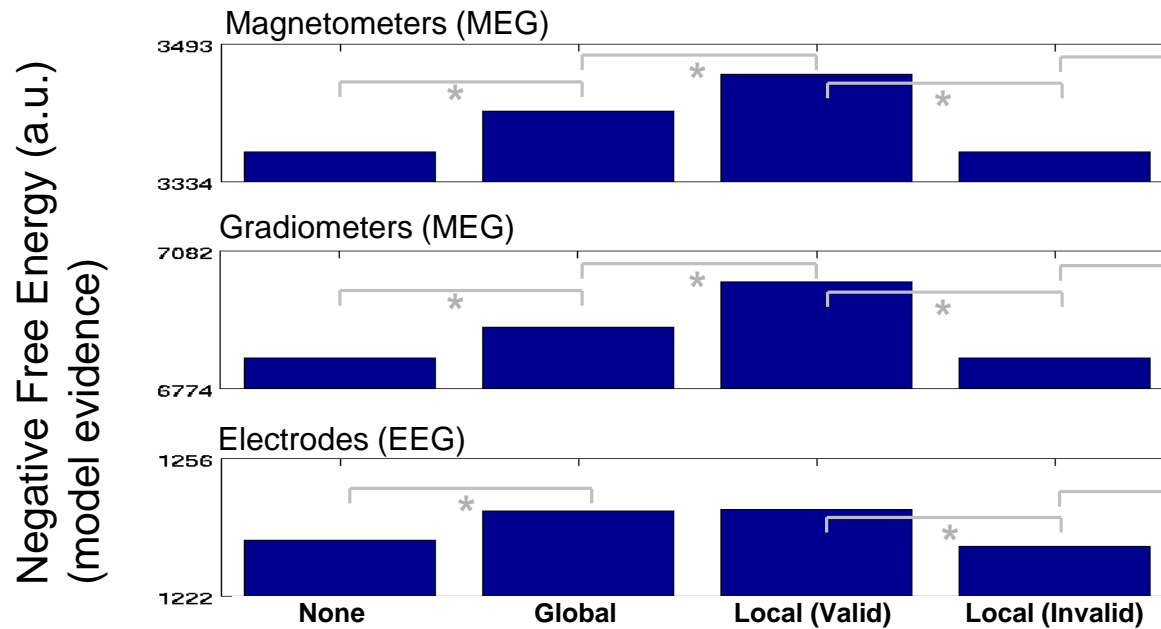 Negative Free Energy (a.u.)
(model evidence)
Magnetometers (MEG)
3493
*
*
*
3334
Gradiometers (MEG)
7082
*
*
*
6774
Electrodes (EEG)
1256
*
*
1222
None Global Local (Valid) Local (Invalid)